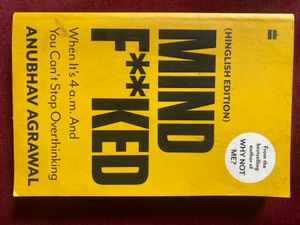 (HINGLISH EDITION)
MIIND
F**KED
When It's 4 a.m. And
You Can't Stop Overthinking
ANUBHAV AGRAWAL
From the
bestselling
author of
WHY NOT
ME?